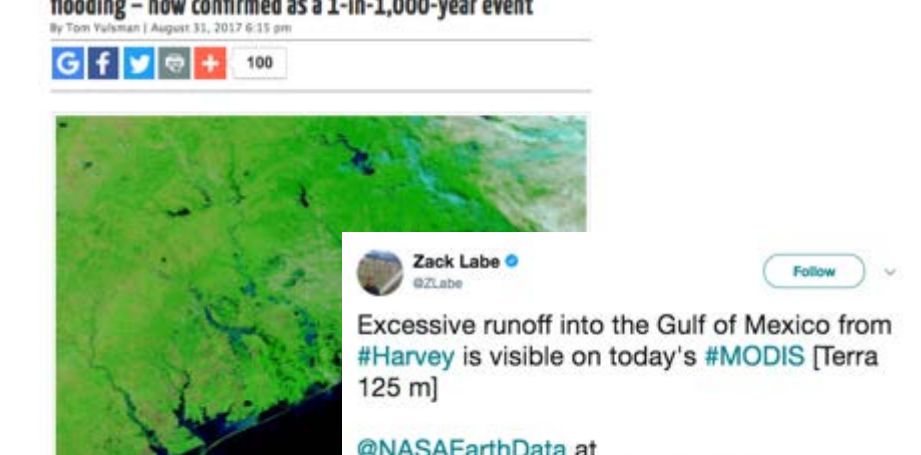 flooding – now confirmed as a 1-in-1,000-year event
By Tom Yulsman | August 31, 2017 6:15 pm
G f + 100
Zack Labe
@ZLabe
Follow
Excessive runoff into the Gulf of Mexico from
#Harvey is visible on today's #MODIS [Terra
125 m]
@NASAEarthData at